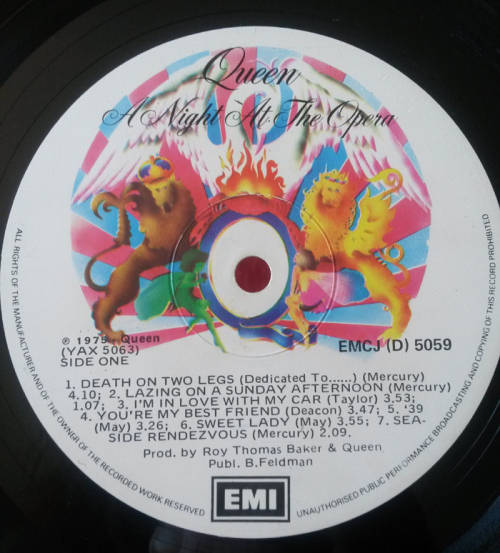 Queen
A Night At The Opera
℗ 1975 Queen
(YAX 5063)
SIDE ONE
EMCJ (D) 5059
1. DEATH ON TWO LEGS (Dedicated To......) (Mercury)
4.10; 2. LAZING ON A SUNDAY AFTERNOON (Mercury)
1,07; 3. I'M IN LOVE WITH MY CAR (Taylor) 3,53;
4. YOU'RE MY BEST FRIEND (Deacon) 3.47; 5. '39
(May) 3.26; 6. SWEET LADY (May) 3.55; 7. SEA-
SIDE RENDEZVOUS (Mercury) 2.09.
Prod. by Roy Thomas Baker & Queen
Publ. B.Feldman
EMI
ALL RIGHTS OF THE MANUFACTURER AND OF THE OWNER OF THE RECORDED WORK RESERVED
UNAUTHORISED PUBLIC PERFORMANCE BROADCASTING AND COPYING OF THIS RECORD PROHIBITED